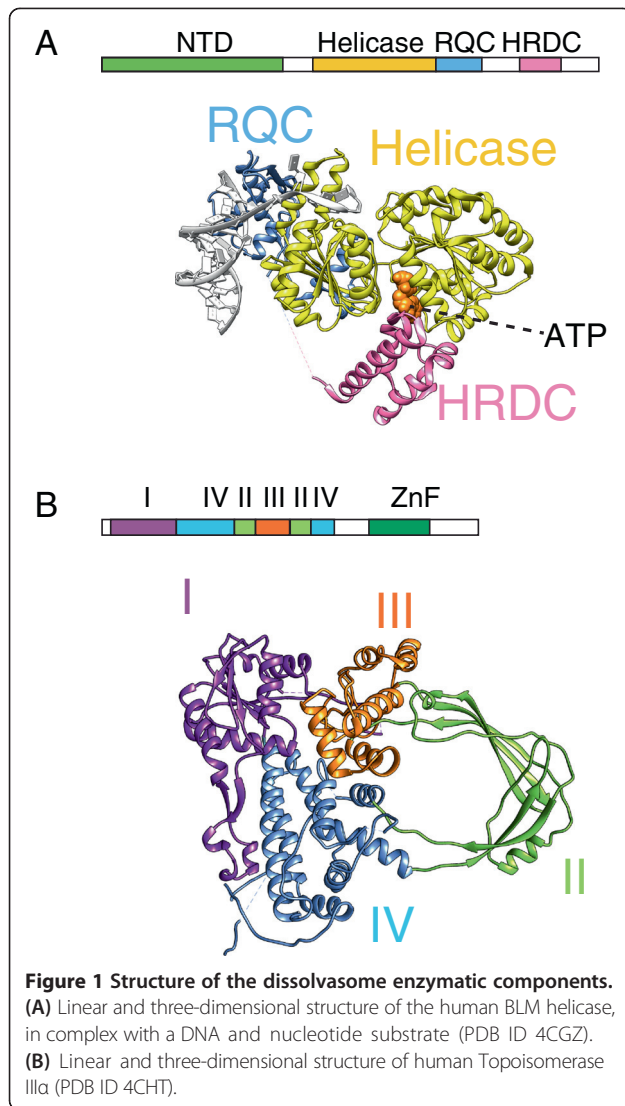 A
NTD Helicase RQC HRDC
RQC
Helicase
ATP
HRDC
B
I IV II III II IV ZnF
I
III
II
IV
Figure 1 Structure of the dissolvasome enzymatic components.
(A) Linear and three-dimensional structure of the human BLM helicase,
in complex with a DNA and nucleotide substrate (PDB ID 4CGZ).
(B) Linear and three-dimensional structure of human Topoisomerase
IIIα (PDB ID 4CHT).